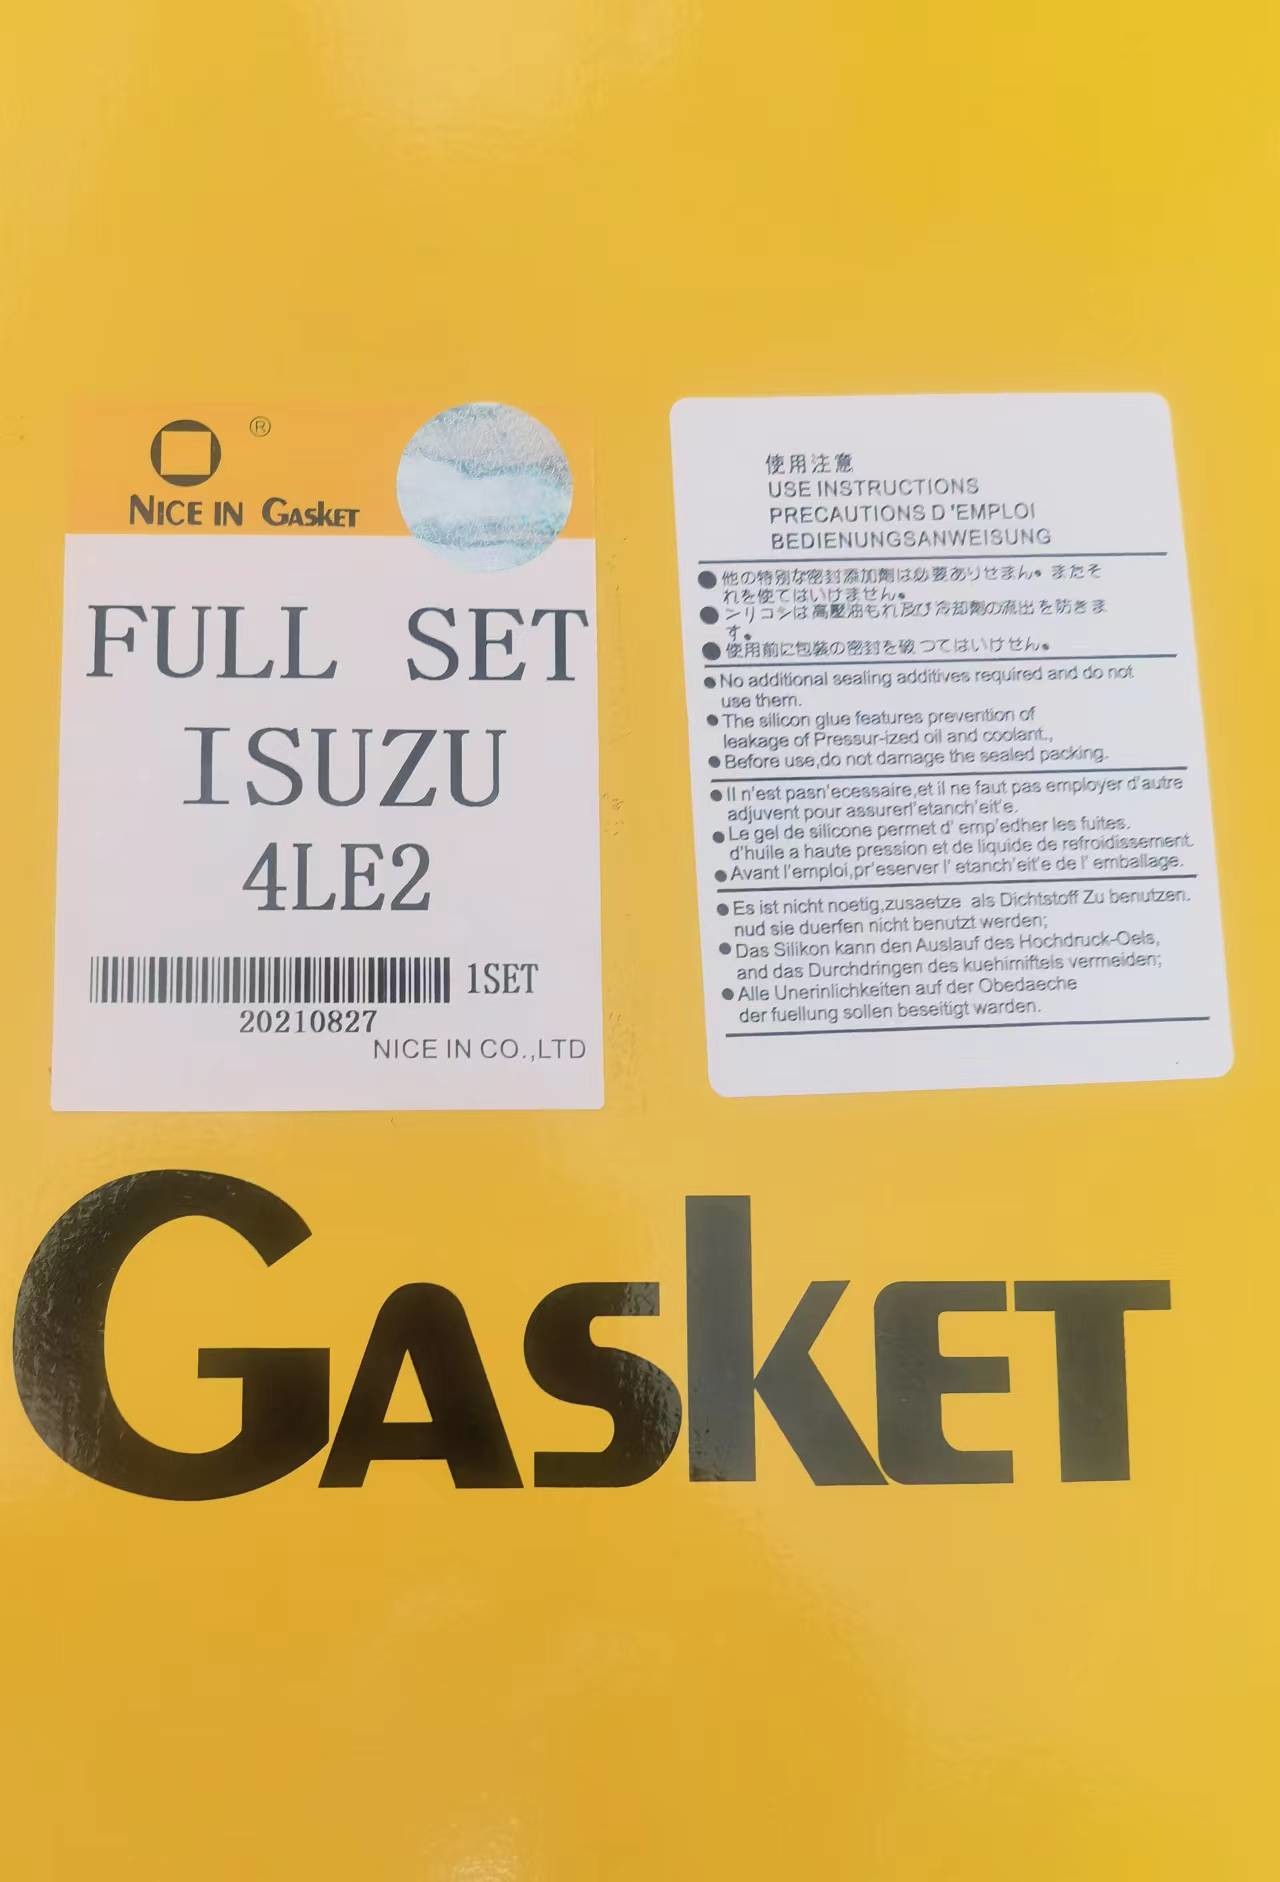 ®
NICE IN GASKET
FULL SET
ISUZU
4LE2
1SET
20210827
NICE IN CO.,LTD
使用注意
USE INSTRUCTIONS
PRECAUTIONS D'EMPLOI
BEDIENUNGSANWEISUNG
●他の特別な密封添加劑は必要ありせまん。またそ
れを使てはいけません。
●ンリコシは高壓油もれ及び冷却劑の流出を防きま
す。
●使用前に包裝の密封を破つてはいけせん。
●No additional sealing additives required and do not
use them.
●The silicon glue features prevention of
leakage of Pressur-ized oil and coolant.,
●Before use,do not damage the sealed packing.
●Il n'est pasn'ecessaire,et il ne faut pas employer d'autre
adjuvent pour assurerl'etanch'eit'e.
●Le gel de silicone permet d' emp'edher les fuites.
d'huile a haute pression et de liquide de refroidissement.
●Avant l'emploi,pr'eserver l' etanch'eit'e de l' emballage.
●Es ist nicht noetig,zusaetze als Dichtstoff Zu benutzen.
nud sie duerfen nicht benutzt werden;
●Das Silikon kann den Auslauf des Hochdruck-Oels,
and das Durchdringen des kuehimiftels vermeiden;
●Alle Unerinlichkeiten auf der Obedaeche
der fuellung sollen beseitigt warden.
GASKET